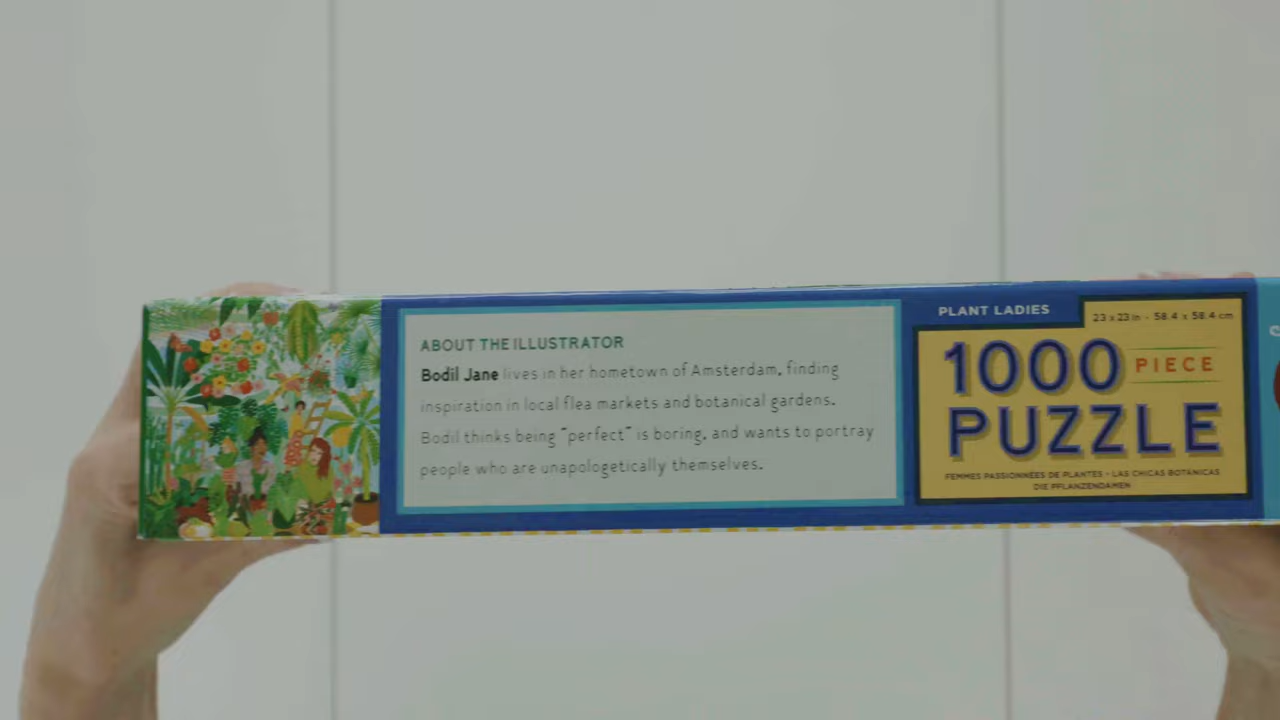 ABOUT THE ILLUSTRATOR
Bodil Jane lives in her hometown of Amsterdam, finding
inspiration in local flea markets and botanical gardens.
Bodil thinks being "perfect" is boring, and wants to portray
people who are unapologetically themselves.
PLANT LADIES
23 x 23 in - 58.4 x 58.4 cm
1000
PIECE
PUZZLE
FEMMES PASSIONNÉES DE PLANTES - LAS CHICAS BOTÁNICAS
DIE PFLANZENDAMEN